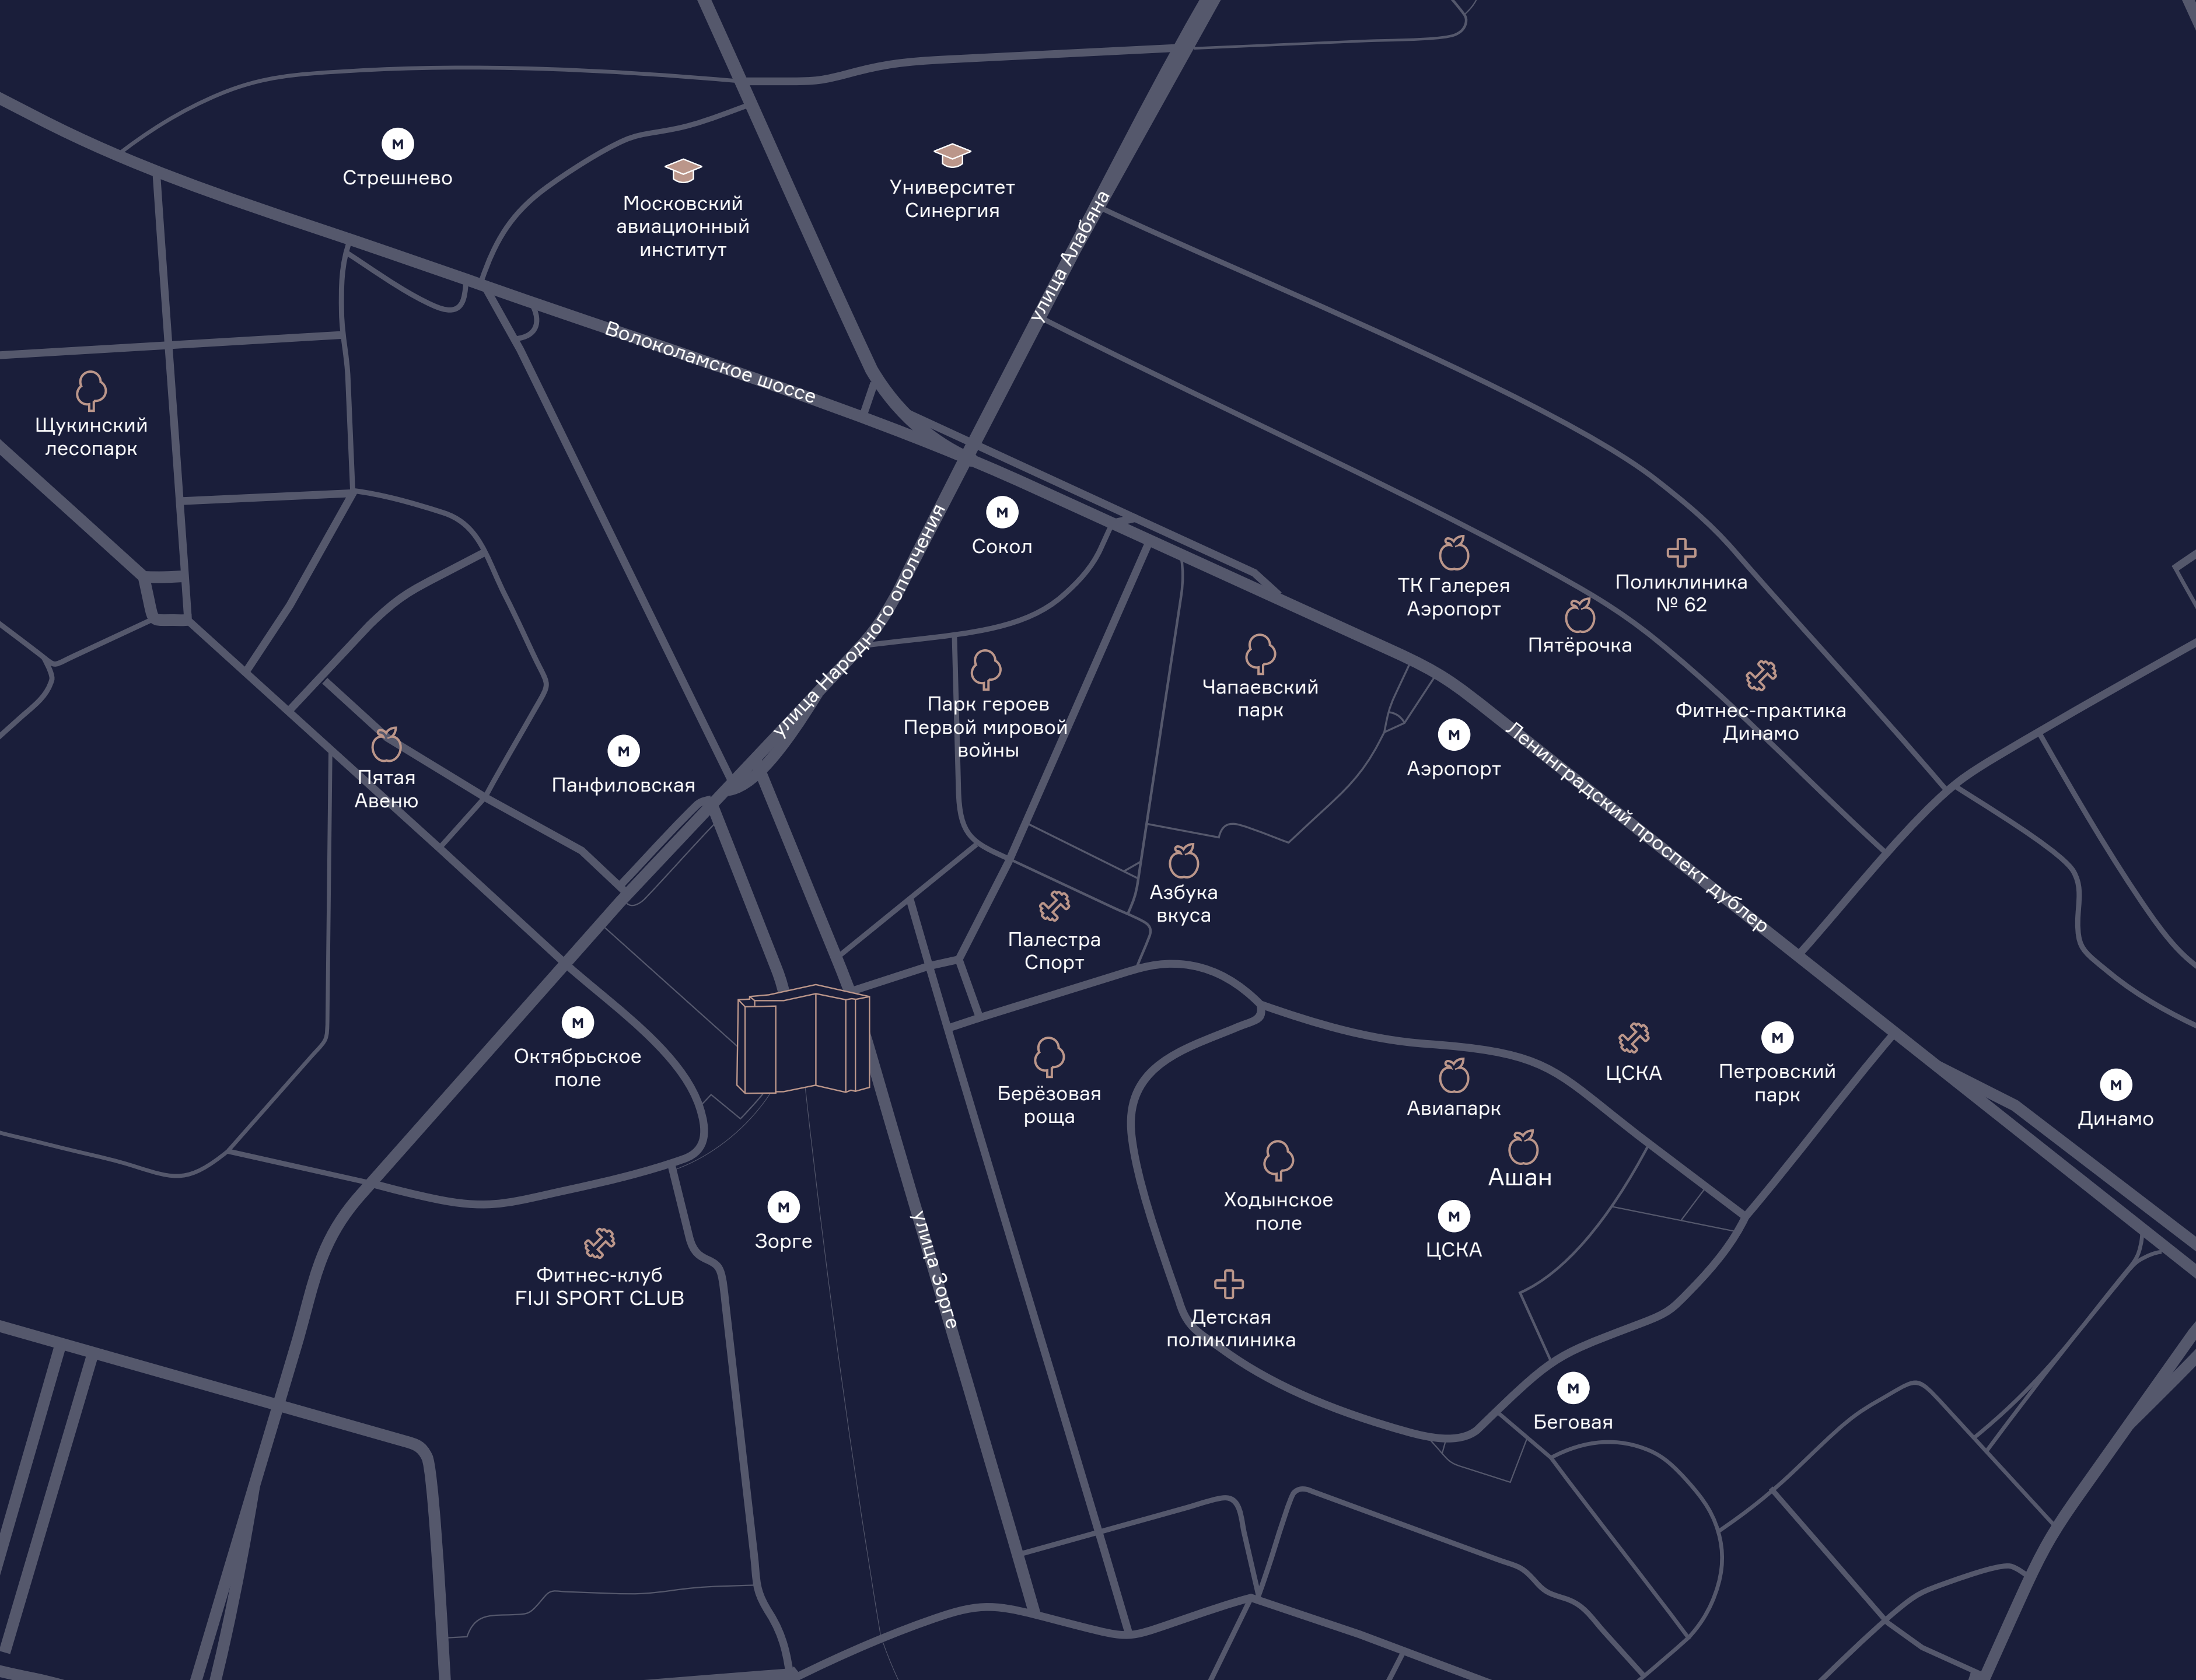 М
Стрешнево
Московский
авиационный
институт
Университет
Синергия
улица Алабяна
Волоколамское шоссе
Щукинский
лесопарк
М
Сокол
улица Народного ополчения
ТК Галерея
Аэропорт
Поликлиника
№ 62
Пятёрочка
Парк героев
Первой мировой
войны
Чапаевский
парк
М
Аэропорт
Фитнес-практика
Динамо
Ленинградский проспект дублер
Пятая
Авеню
М
Панфиловская
Азбука
вкуса
Палестра
Спорт
М
Октябрьское
поле
Берёзовая
роща
Авиапарк
ЦСКА
М
Петровский
парк
М
Динамо
Ашан
Ходынское
поле
М
ЦСКА
М
Зорге
улица Зорге
Фитнес-клуб
FIJI SPORT CLUB
Детская
поликлиника
М
Беговая